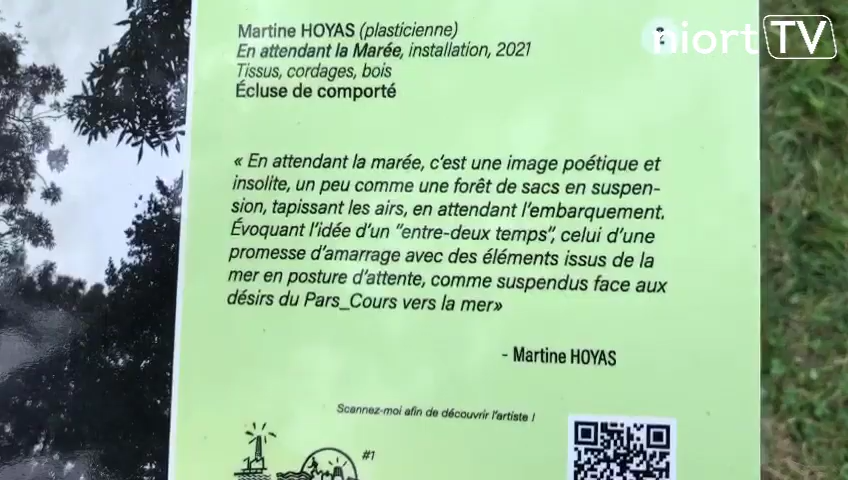 Martine HOYAS (plasticienne)
En attendant la Marée, installation, 2021
Tissus, cordages, bois
Écluse de comporté
niort TV
« En attendant la marée, c'est une image poétique et
insolite, un peu comme une forêt de sacs en suspen-
sion, tapissant les airs, en attendant l'embarquement.
Évoquant l'idée d'un "entre-deux temps", celui d'une
promesse d'amarrage avec des éléments issus de la
mer en posture d'attente, comme suspendus face aux
désirs du Pars_Cours vers la mer»
- Martine HOYAS
Scannez-moi afin de découvrir l'artiste !
#1